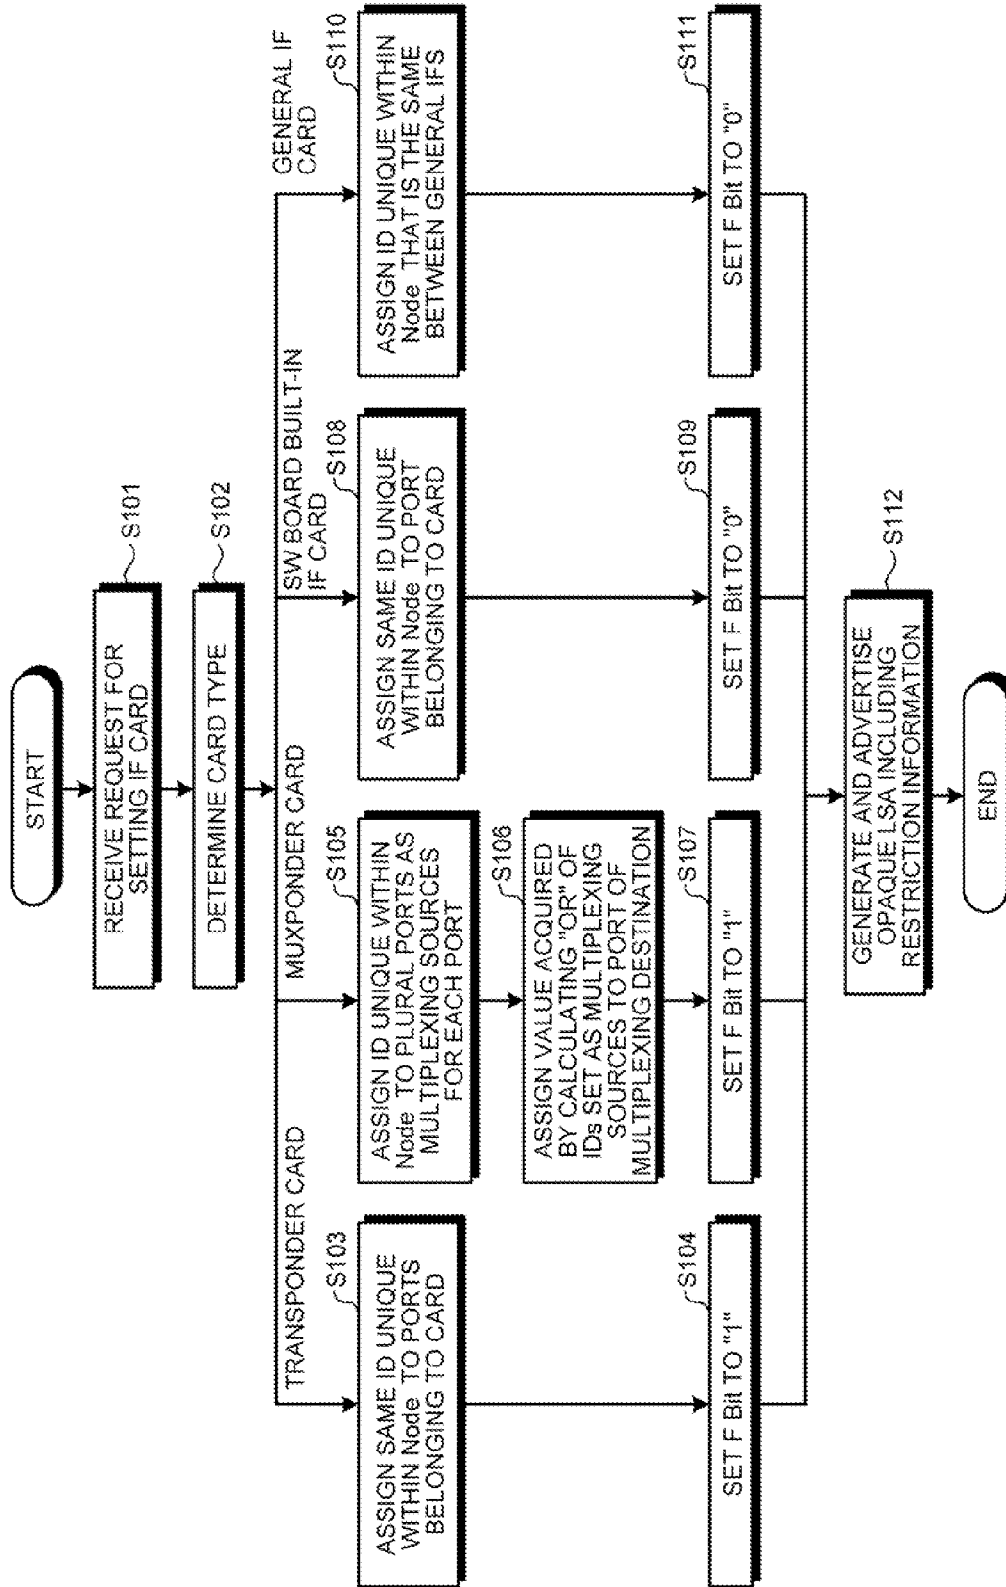 START
RECEIVE REQUEST FOR
SETTING IF CARD
S101
DETERMINE CARD TYPE
S102
TRANSPONDER CARD
MUXPONDER CARD
SW BOARD BUILT-IN
IF CARD
GENERAL IF
CARD
ASSIGN SAME ID UNIQUE
WITHIN Node TO PORTS
BELONGING TO CARD
S103
ASSIGN ID UNIQUE WITHIN
Node TO PLURAL PORTS AS
MULTIPLEXING SOURCES
FOR EACH PORT
S105
ASSIGN SAME ID UNIQUE
WITHIN Node TO PORT
BELONGING TO CARD
S108
ASSIGN ID UNIQUE WITHIN
Node THAT IS THE SAME
BETWEEN GENERAL IFS
S110
ASSIGN VALUE ACQUIRED
BY CALCULATING "OR" OF
IDs SET AS MULTIPLEXING
SOURCES TO PORT OF
MULTIPLEXING DESTINATION
S106
SET F Bit TO "1"
S104
SET F Bit TO "1"
S107
SET F Bit TO "0"
S109
SET F Bit TO "0"
S111
GENERATE AND ADVERTISE
OPAQUE LSA INCLUDING
RESTRICTION INFORMATION
S112
END